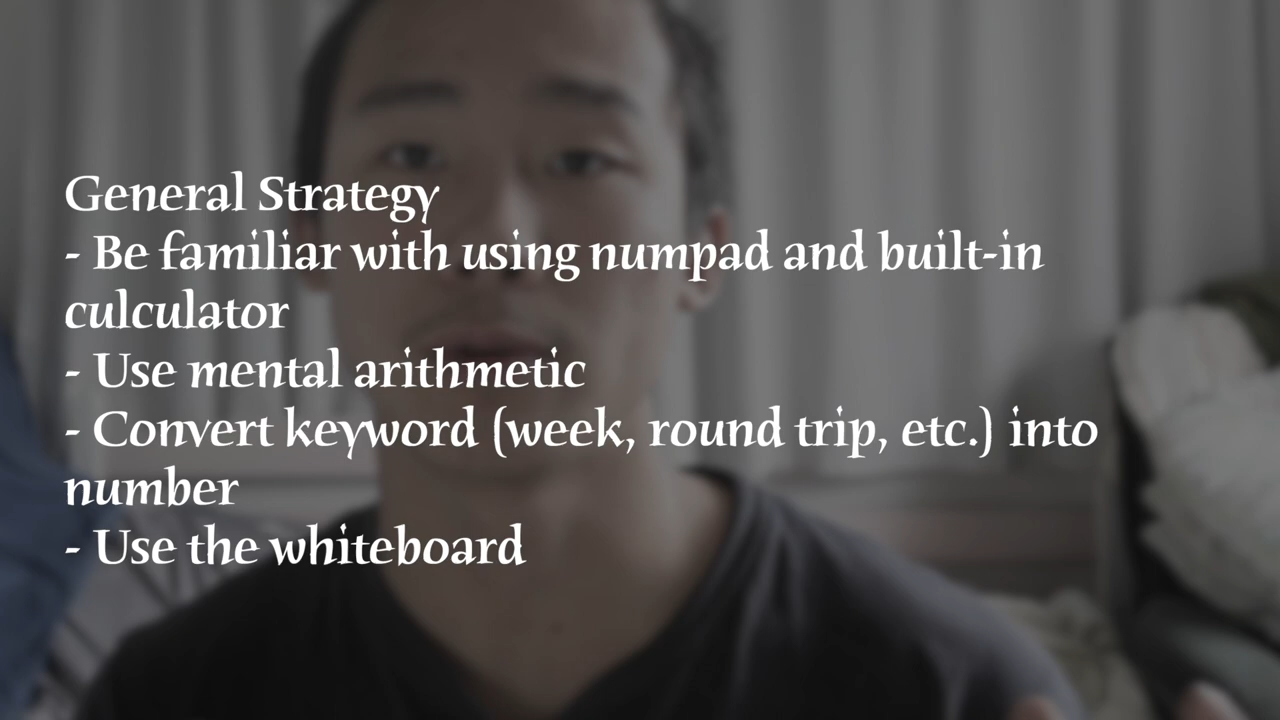 General Strategy
- Be familiar with using numpad and built-in
culculator
- Use mental arithmetic
- Convert keyword (week, round trip, etc.) into
number
- Use the whiteboard